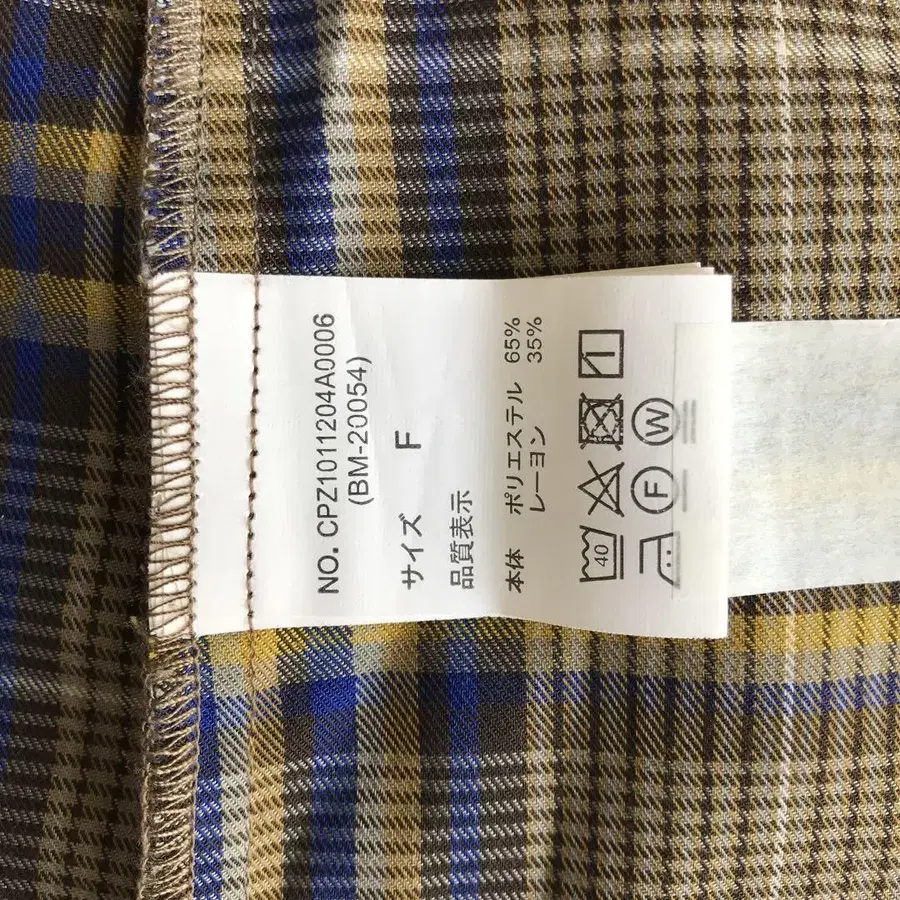 NO. CPZ1011204A0006
(BM-20054)
サイズ F
品質表示
本体 ポリエステル 65%
レーヨン 35%
40
F W